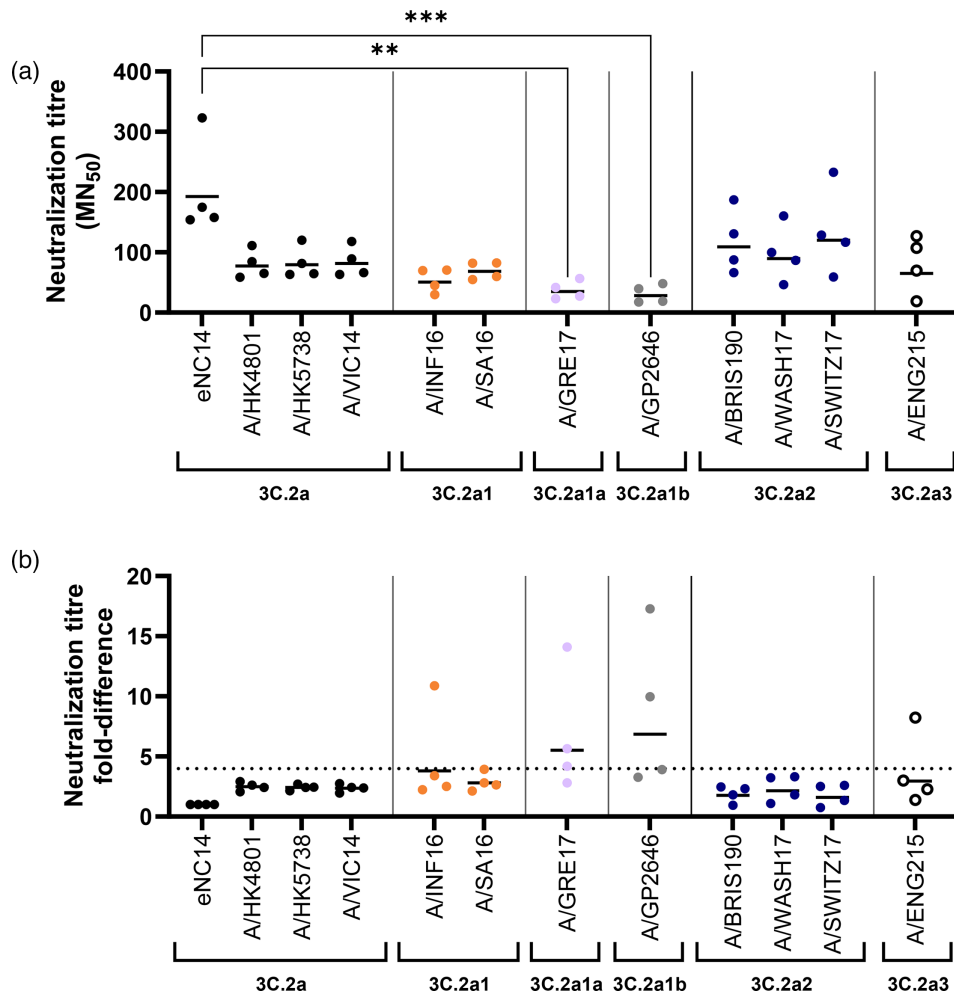 (a)
***
**
Neutralization titre
(MN50)
400
300
200
100
0
eNC14
A/HK4801
A/HK5738
A/VIC14
A/INF16
A/SA16
A/GRE17
A/GP2646
A/BRIS190
A/WASH17
A/SWITZ17
A/ENG215
3C.2a
3C.2a1
3C.2a1a
3C.2a1b
3C.2a2
3C.2a3
(b)
Neutralization titre
fold-difference
20
15
10
5
0
eNC14
A/HK4801
A/HK5738
A/VIC14
A/INF16
A/SA16
A/GRE17
A/GP2646
A/BRIS190
A/WASH17
A/SWITZ17
A/ENG215
3C.2a
3C.2a1
3C.2a1a
3C.2a1b
3C.2a2
3C.2a3